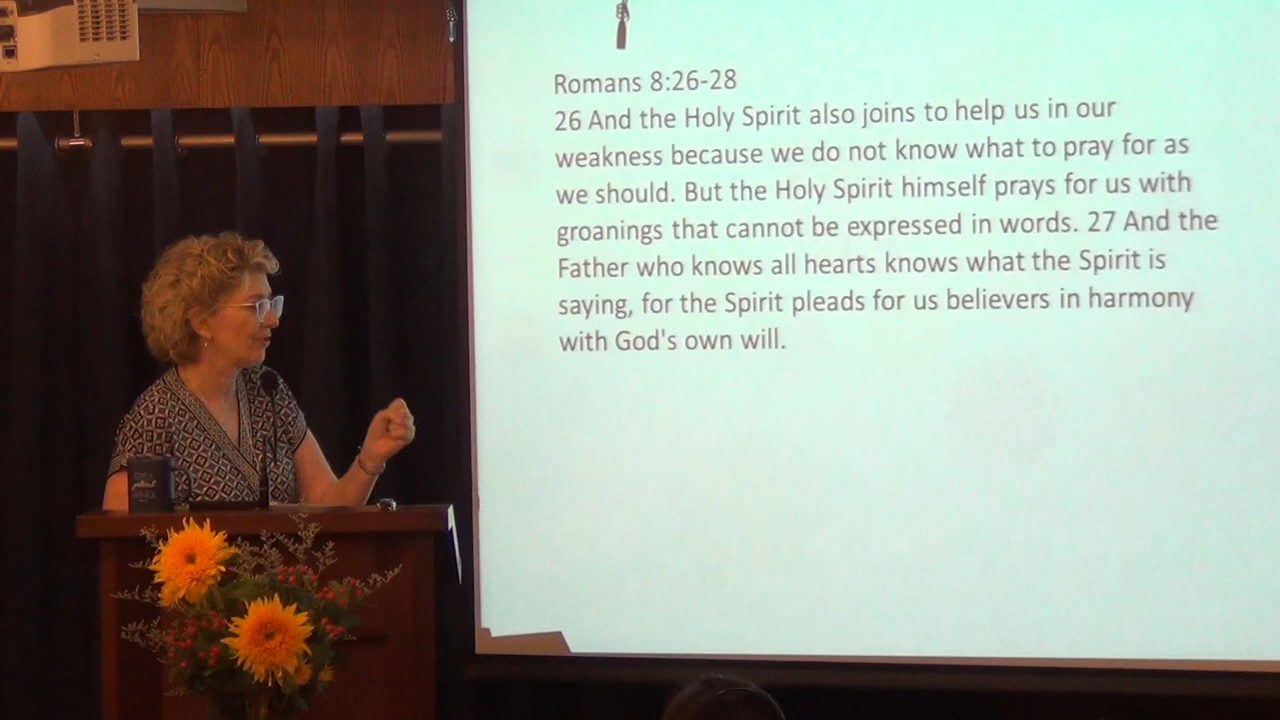 Romans 8:26-28
26 And the Holy Spirit also joins to help us in our
weakness because we do not know what to pray for as
we should. But the Holy Spirit himself prays for us with
groanings that cannot be expressed in words. 27 And the
Father who knows all hearts knows what the Spirit is
saying, for the Spirit pleads for us believers in harmony
with God's own will.